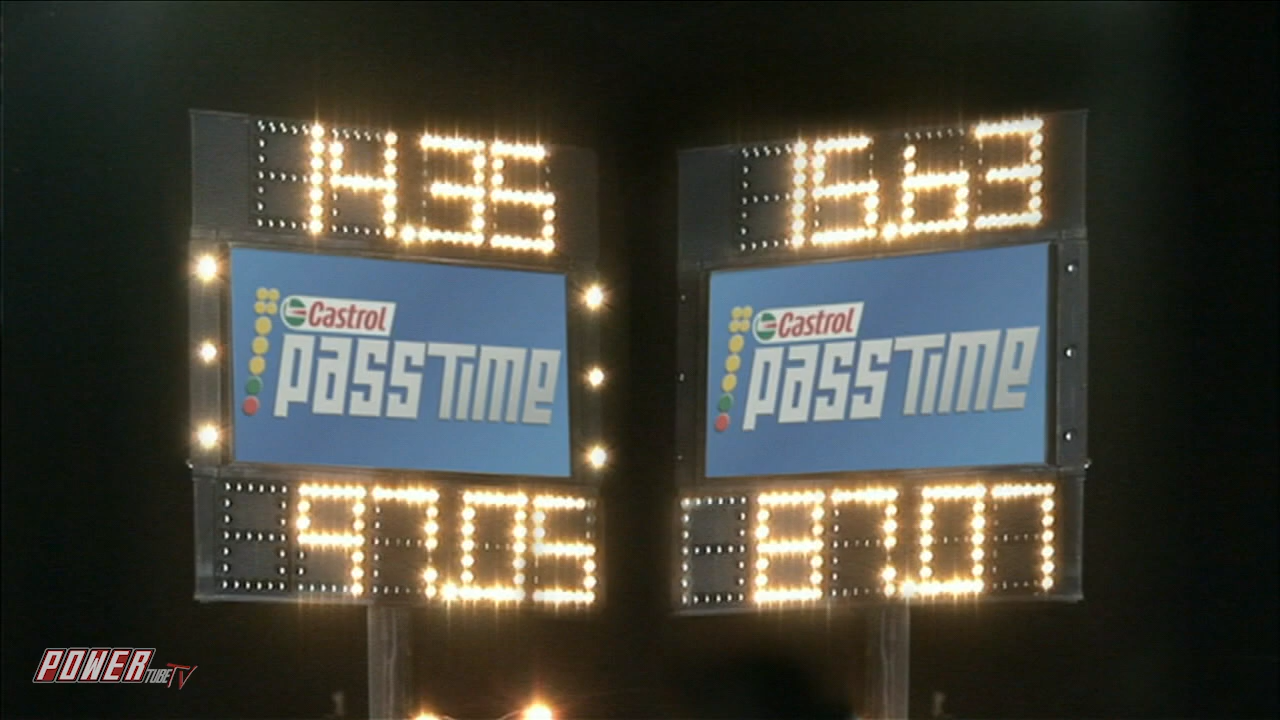 14.35
Castrol
PASSTIME
97.05
15.63
Castrol
PASSTIME
87.07
POWER TUBE TV